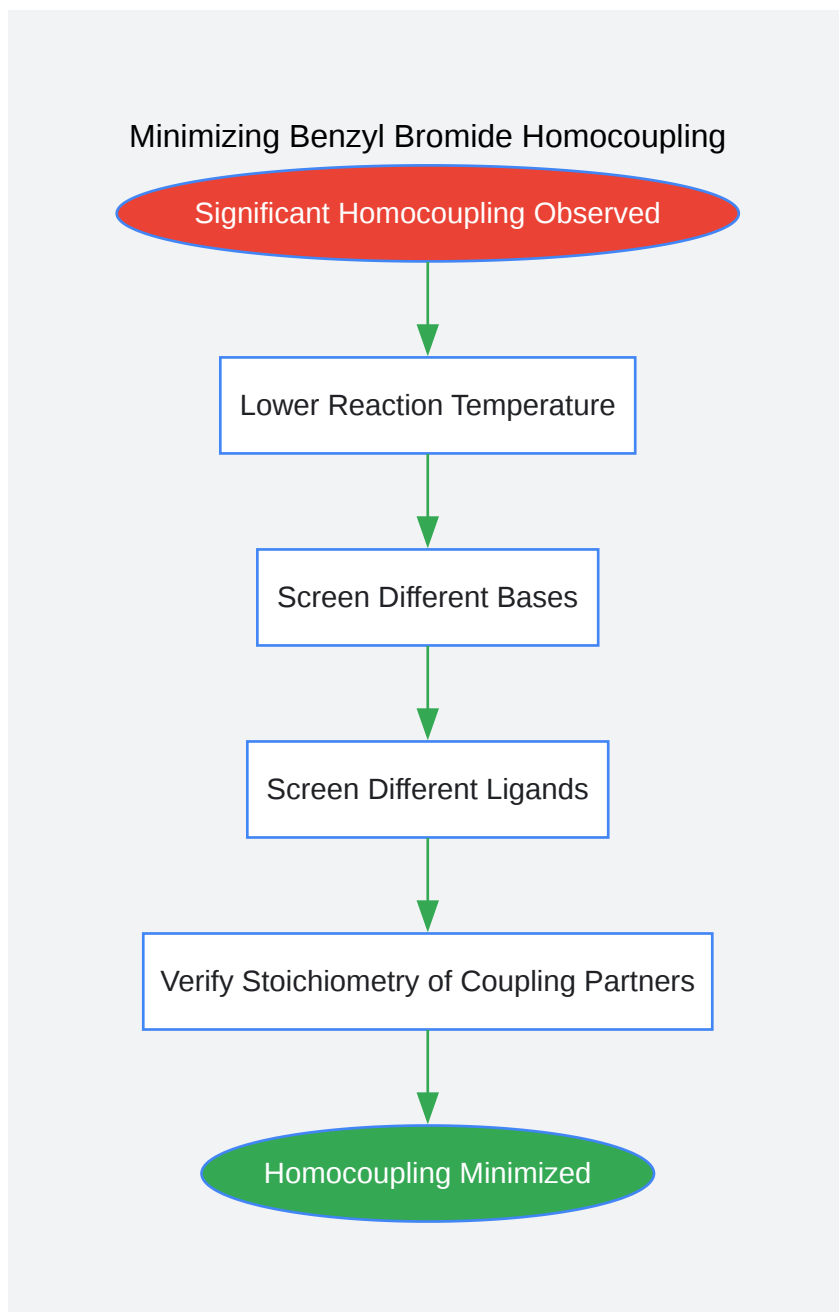 Minimizing Benzyl Bromide Homocoupling
Significant Homocoupling Observed
Lower Reaction Temperature
Screen Different Bases
Screen Different Ligands
Verify Stoichiometry of Coupling Partners
Homocoupling Minimized